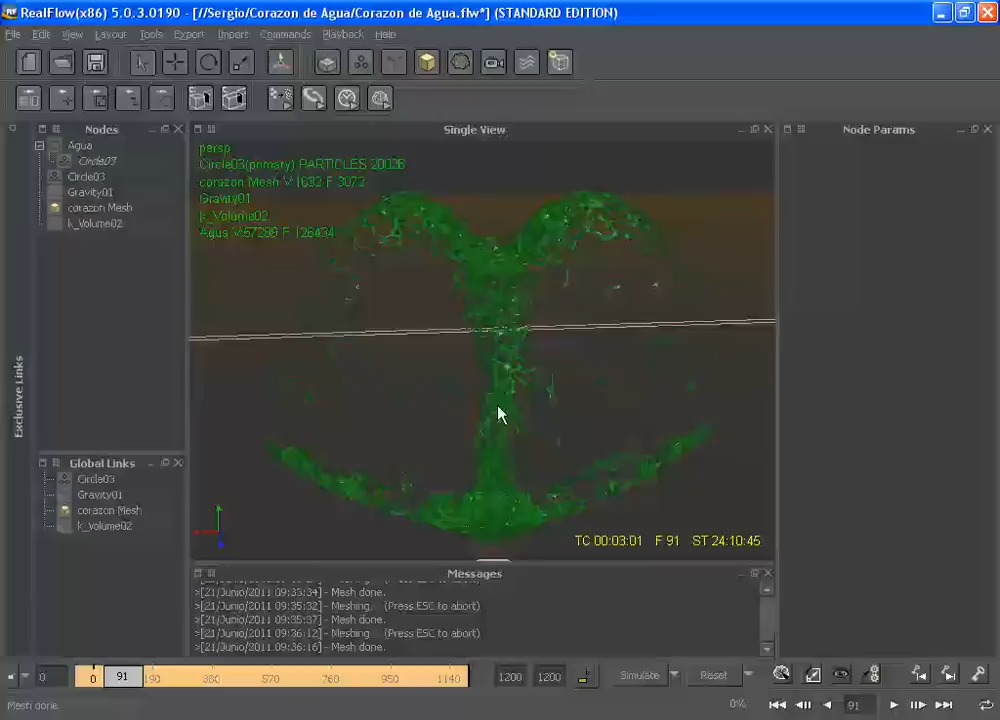 RealFlow(x86) 5.0.3.0190 - [//Sergio/Corazon de Agua/Corazon de Agua.flw*] (STANDARD EDITION)
File Edit View Layout Tools Export Import Commands Playback Help
Nodes
Agua
Circle03
Circle03
Gravity01
corazon Mesh
k_Volume02
Exclusive Links
Global Links
Circle03
Gravity01
corazon Mesh
k_Volume02
Single View
persp
Circle03(primary) PARTICLES 20028
corazon Mesh V 1632 F 3072
Gravity01
k_Volume02
Agus V:57289 F 126434
TC 00:03:01 F 91 ST 24:10:45
Node Params
Messages
>[21/Junio/2011 09:33:34] - Mesh done.
>[21/Junio/2011 09:35:32] - Meshing... (Press ESC to abort)
>[21/Junio/2011 09:35:37] - Mesh done.
>[21/Junio/2011 09:36:12] - Meshing... (Press ESC to abort)
>[21/Junio/2011 09:36:16] - Mesh done.
0 0 91 190 380 570 760 950 1140 1200 1200 Simulate Reset
Mesh done.
0% 91